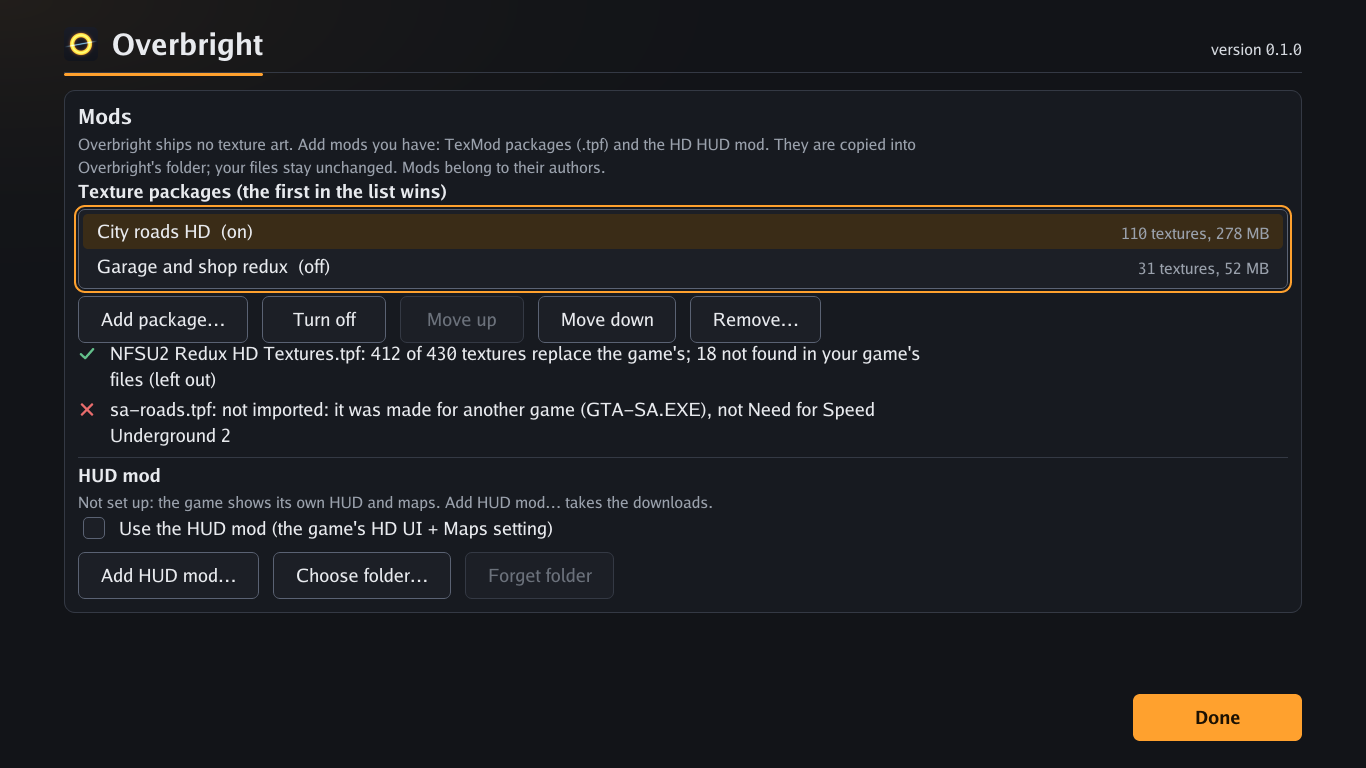 Overbright
version 0.1.0
Mods
Overbright ships no texture art. Add mods you have: TexMod packages (.tpf) and the HD HUD mod. They are copied into
Overbright's folder; your files stay unchanged. Mods belong to their authors.
Texture packages (the first in the list wins)
City roads HD (on)
110 textures, 278 MB
Garage and shop redux (off)
31 textures, 52 MB
Add package…
Turn off
Move up
Move down
Remove…
NFSU2 Redux HD Textures.tpf: 412 of 430 textures replace the game's; 18 not found in your game's
files (left out)
sa-roads.tpf: not imported: it was made for another game (GTA-SA.EXE), not Need for Speed
Underground 2
HUD mod
Not set up: the game shows its own HUD and maps. Add HUD mod… takes the downloads.
Use the HUD mod (the game's HD UI + Maps setting)
Add HUD mod…
Choose folder…
Forget folder
Done